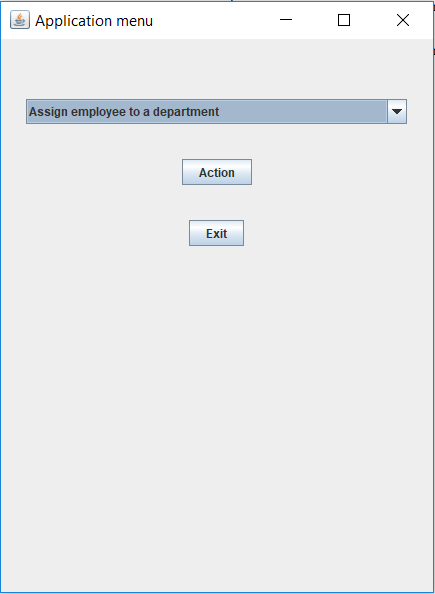 Application menu
Assign employee to a department
Action
Exit